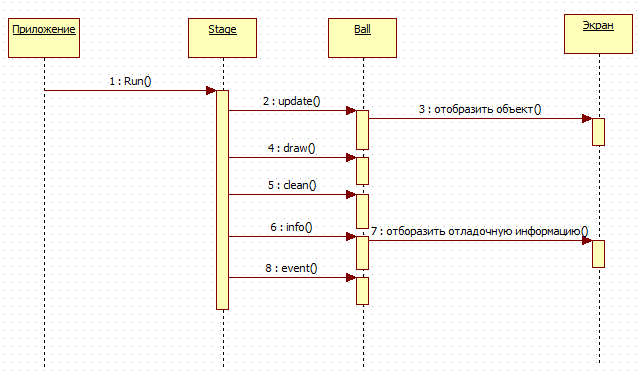 Приложение
Stage
Ball
Экран
1 : Run()
2 : update()
3 : отобразить объект()
4 : draw()
5 : clean()
6 : info()
7 : отборазить отладочную информацию()
8 : event()